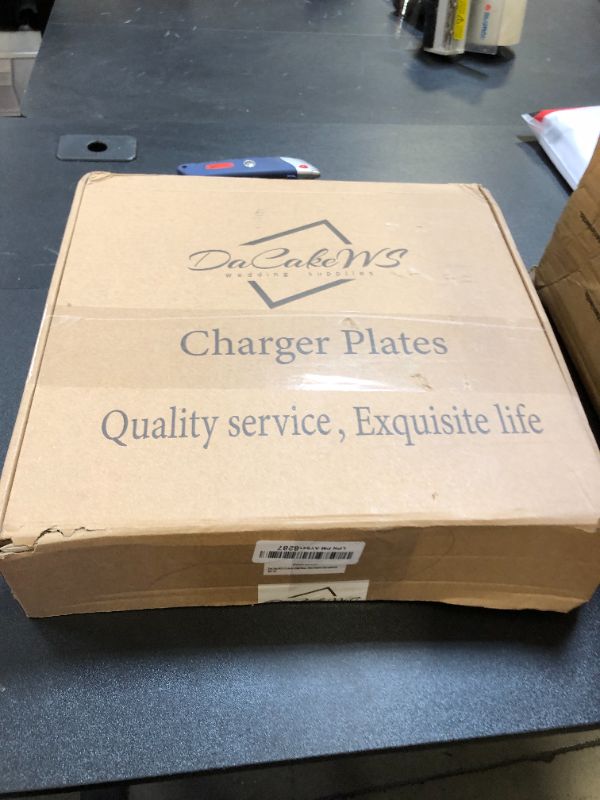 DaCakeWS
wedding supplies
Charger Plates
Quality service, Exquisite life